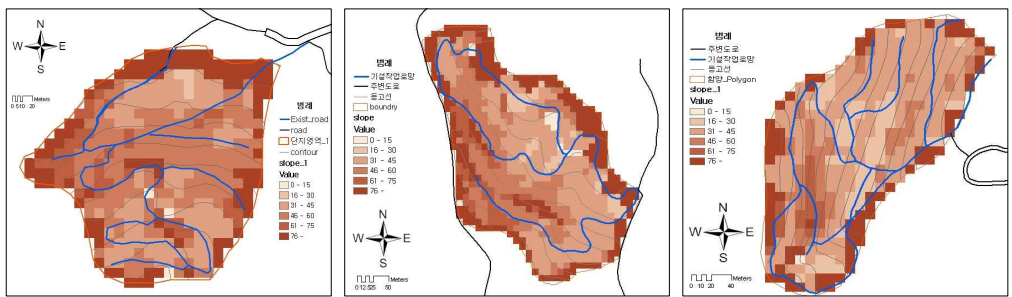 N
W E
S
Meters
0 5 10 20
범례
Exist_road
road
단지영역_1
contour
slope_1
Value
0 - 15
16 - 30
31 - 45
46 - 60
61 - 75
76 -
범례
기설작업로망
주변도로
등고선
boundry
slope
Value
0 - 15
16 - 30
31 - 45
46 - 60
61 - 75
76 -
N
W E
S
Meters
0 12.525 50
범례
주변도로
기설작업로망
등고선
함양_Polygon
slope_1
Value
0 - 15
16 - 30
31 - 45
46 - 60
61 - 75
76 -
N
W E
S
Meters
0 10 20 40